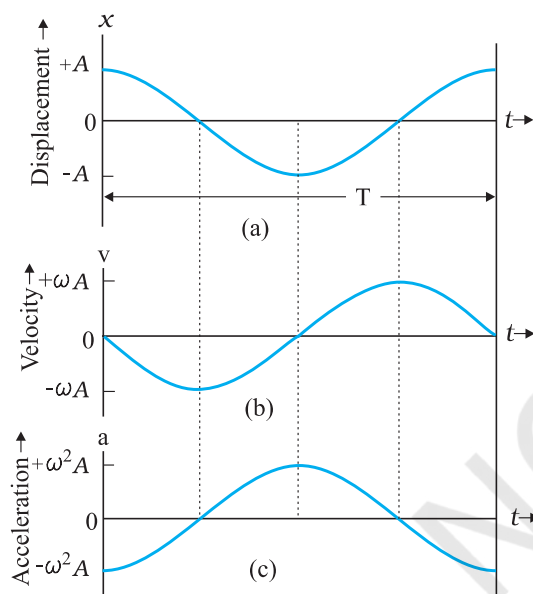 x
Displacement →
+A
0
t→
-A
T
(a)
v
Velocity→
+ωA
0
t→
-ωA
(b)
a
Acceleration→
+ω²A
0
t→
-ω²A
(c)